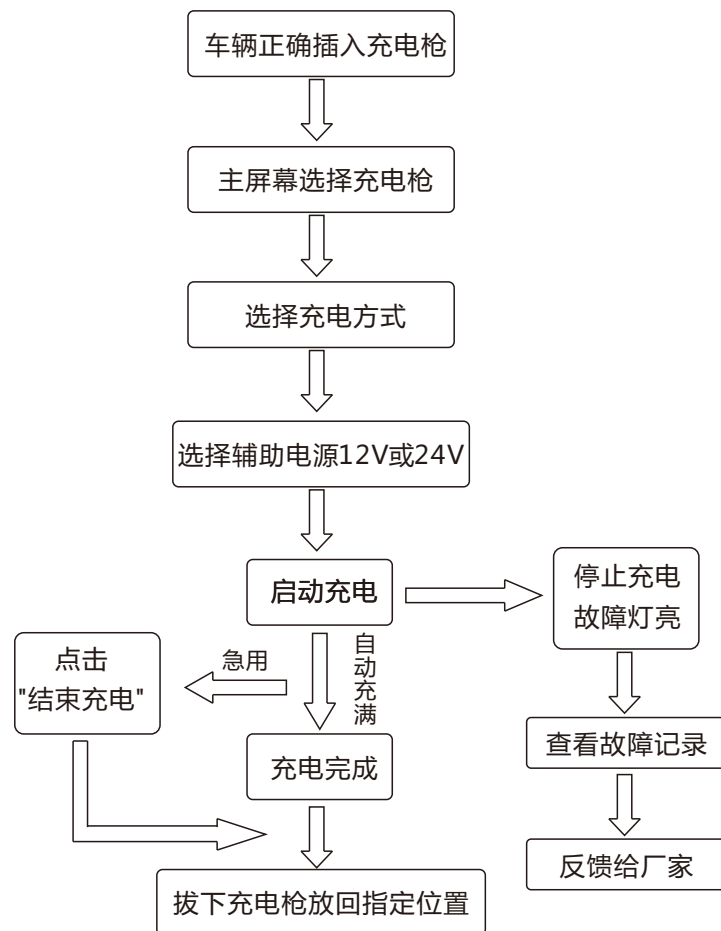 车辆正确插入充电枪
主屏幕选择充电枪
选择充电方式
选择辅助电源12V或24V
启动充电
停止充电
故障灯亮
急用
自动充满
点击
"结束充电"
查看故障记录
充电完成
反馈给厂家
拔下充电枪放回指定位置